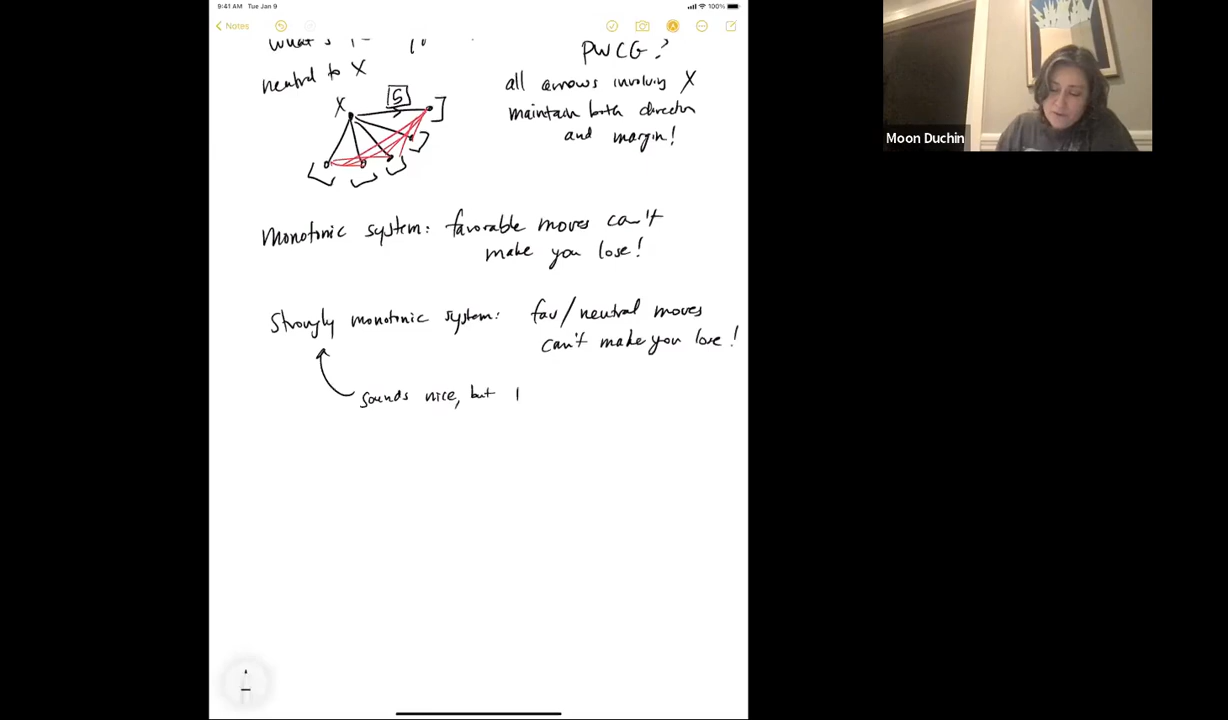 9:41 AM Tue Jan 9
100%
Notes
What's
neutral to X
X
5
PWCG?
all arrows involving X
maintain both direction
and margin!
Monotonic system: favorable moves can't
make you lose!
Strongly monotonic system: fav/neutral moves
can't make you lose!
sounds nice, but
Moon Duchin